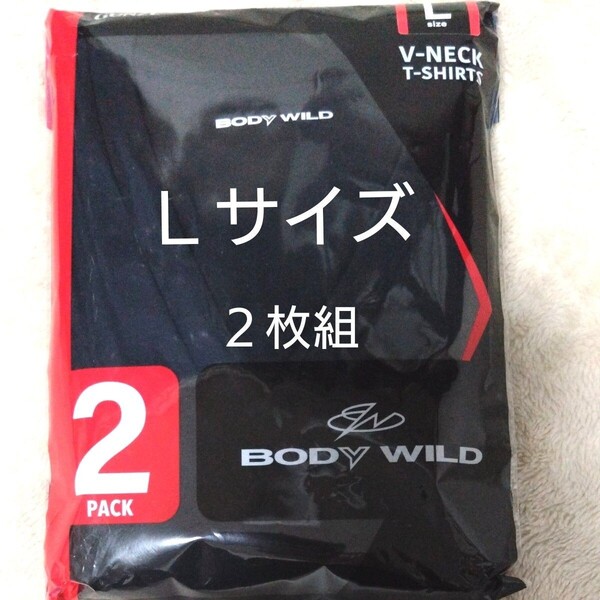 L
size
V-NECK
T-SHIRTS
BODY WILD
Lサイズ
２枚組
2
PACK
BODY WILD